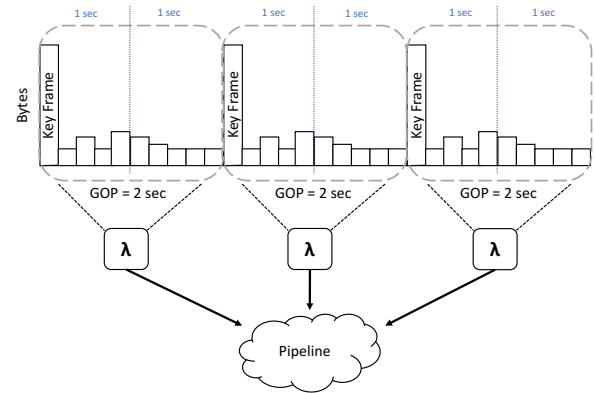 1 sec 1 sec 1 sec 1 sec 1 sec 1 sec
Bytes
Key Frame Key Frame Key Frame
GOP = 2 sec GOP = 2 sec GOP = 2 sec
λ λ λ
Pipeline